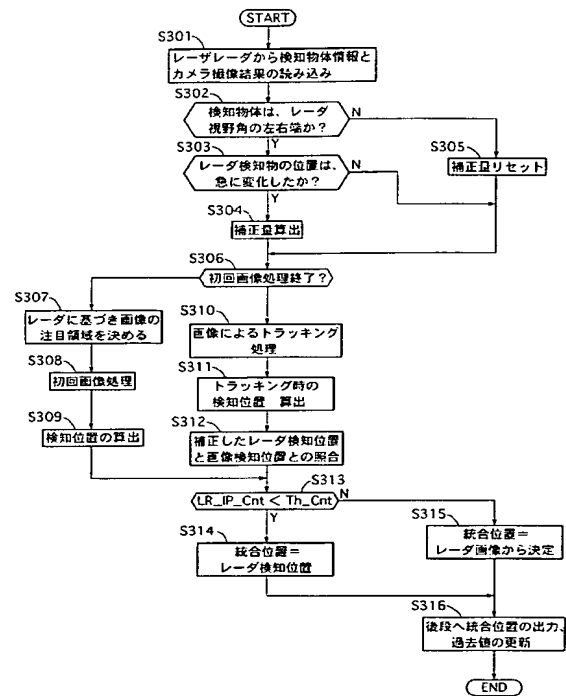 START
S301
レーザレーダから検知物体情報と
カメラ撮像結果の読み込み
S302
検知物体は、レーダ
視野角の左右端か？
N
Y
S303
レーダ検知物の位置は、
急に変化したか？
N
Y
S305
補正量リセット
S304
補正量算出
S306
初回画像処理終了？
S307
レーダに基づき画像の
注目領域を決める
S308
初回画像処理
S309
検知位置の算出
S310
画像によるトラッキング
処理
S311
トラッキング時の
検知位置 算出
S312
補正したレーダ検知位置
と画像検知位置との照合
S313
LR_IP_Cnt < Th_Cnt
N
Y
S314
統合位置＝
レーダ検知位置
S315
統合位置＝
レーダ画像から決定
S316
後段へ統合位置の出力、
過去値の更新
END